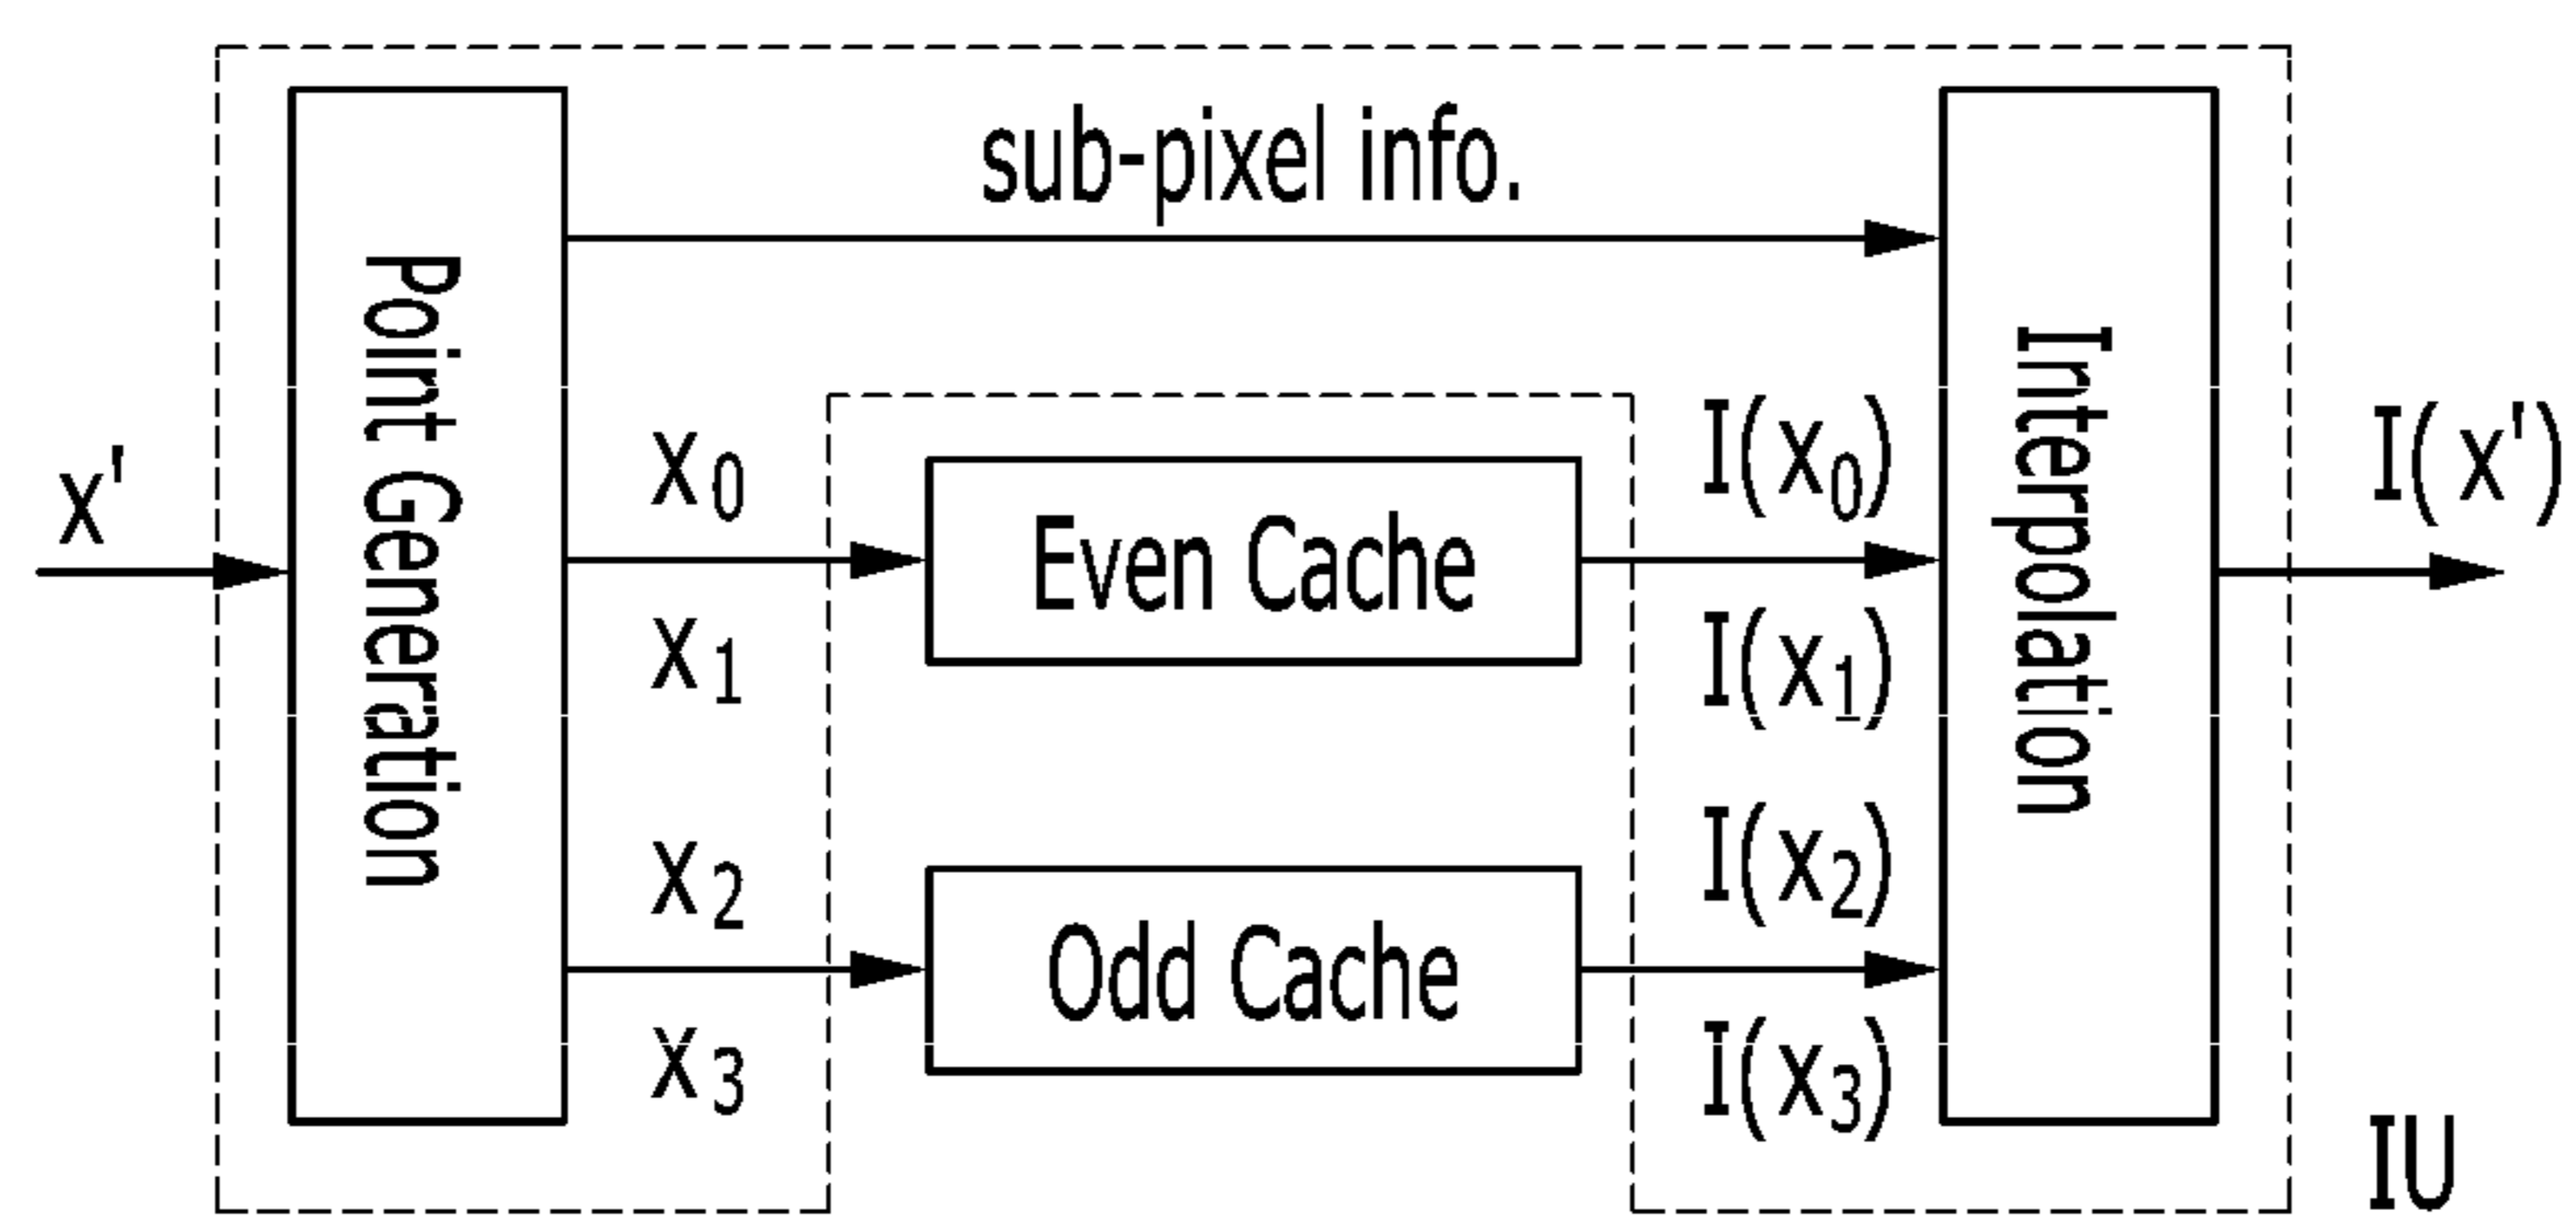 sub-pixel info.
Point Generation
Interpolation
x'
x0
x1
x2
x3
Even Cache
Odd Cache
I(x0)
I(x1)
I(x2)
I(x3)
I(x')
IU